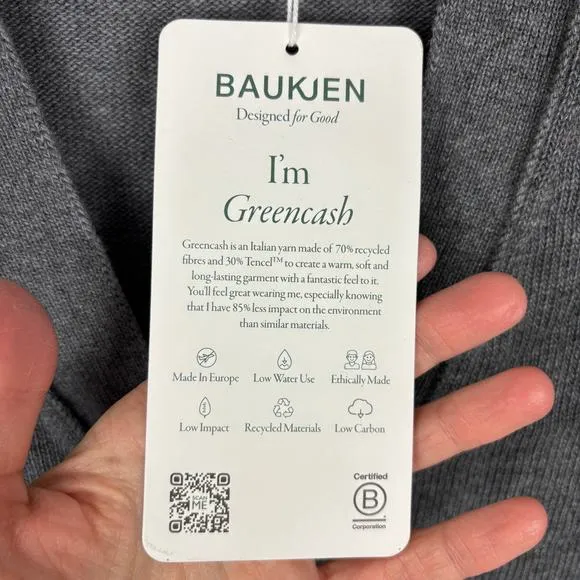 BAUKJEN
Designed for Good
I'm
Greencash
Greencash is an Italian yarn made of 70% recycled
fibres and 30% Tencel™ to create a warm, soft and
long-lasting garment with a fantastic feel to it.
You'll feel great wearing me, especially knowing
that I have 85% less impact on the environment
than similar materials.
Made In Europe Low Water Use Ethically Made
Low Impact Recycled Materials Low Carbon
SCAN
ME
Certified
B
Corporation